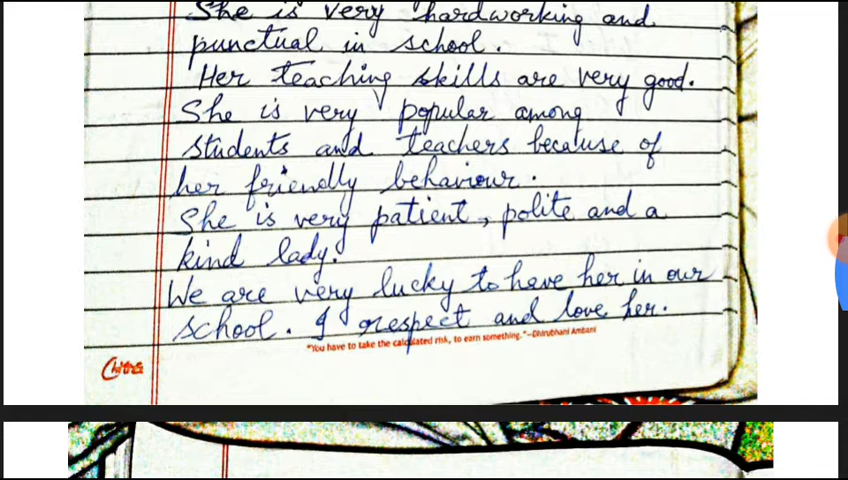 She is very hardworking and
punctual in school.
Her teaching skills are very good.
She is very popular among
students and teachers because of
her friendly behaviour.
She is very patient, polite and a
kind lady.
We are very lucky to have her in our
school. I respect and love her.
"You have to take the calculated risk, to earn something." –Dhirubhani Ambani
Chitra